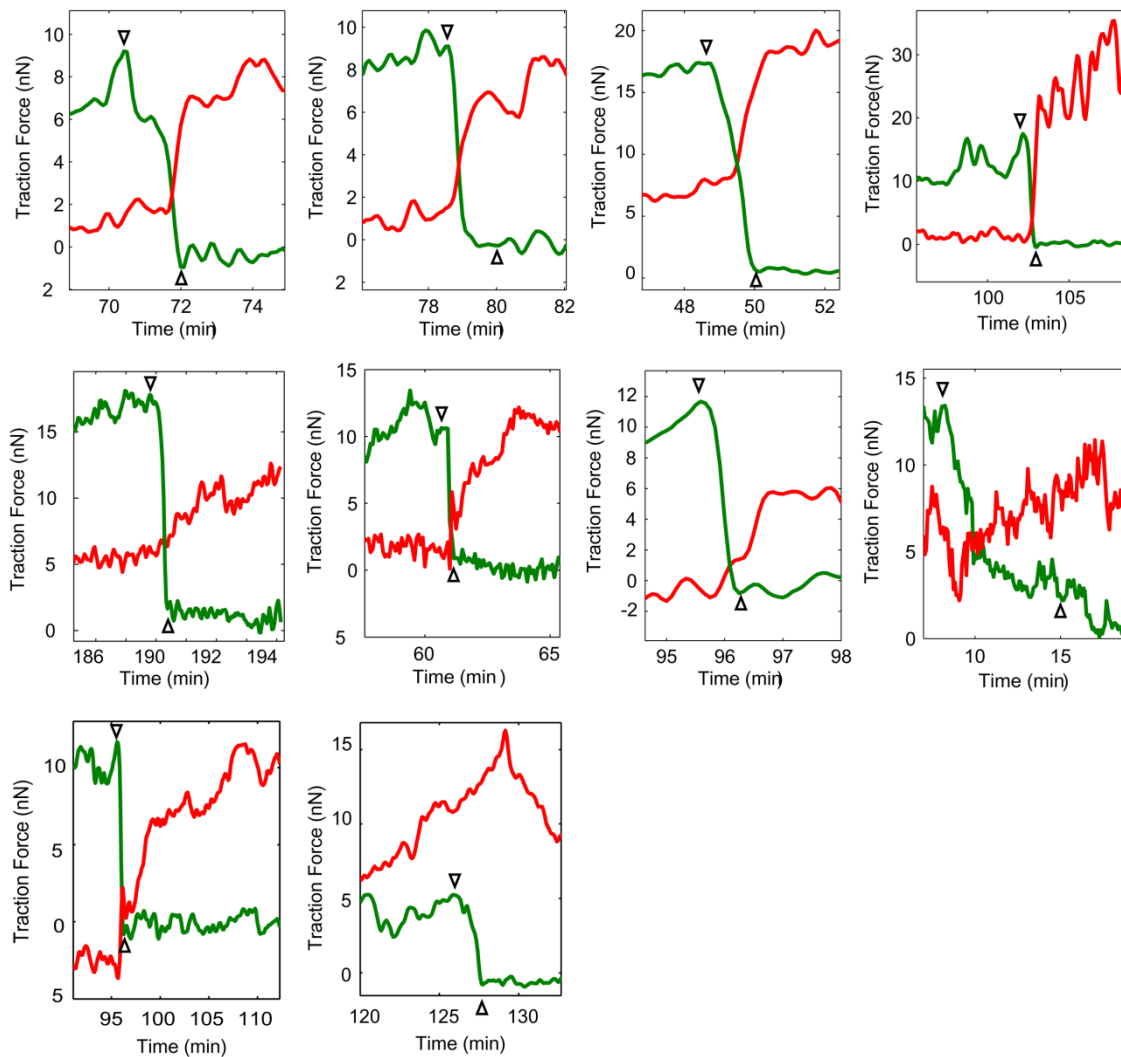 Traction Force (nN)
10
8
6
4
2
0
2
70 72 74
Time (min)
Traction Force (nN)
10
8
6
4
2
0
2
78 80 82
Time (min)
Traction Force (nN)
20
15
10
5
0
48 50 52
Time (min)
Traction Force(nN)
30
20
10
0
100 105
Time (min)
Traction Force (nN)
15
10
5
0
186 190 192 194
Time (min)
Traction Force (nN)
15
10
5
0
5
60 65
Time (min)
Traction Force (nN)
12
10
8
6
4
2
0
-2
95 96 97 98
Time (min)
Traction Force (nN)
15
10
5
0
10 15
Time (min)
Traction Force (nN)
10
5
0
5
95 100 105 110
Time (min)
Traction Force (nN)
15
10
5
0
120 125 130
Time (min)